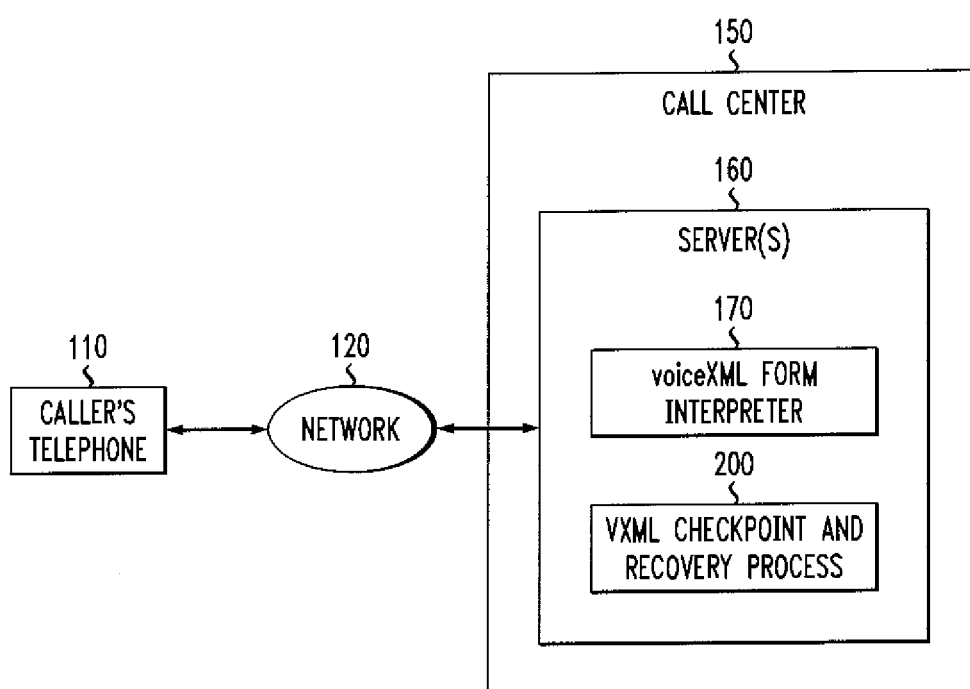 150
CALL CENTER
160
SERVER(S)
170
voiceXML FORM
INTERPRETER
110
CALLER'S
TELEPHONE
120
NETWORK
200
VXML CHECKPOINT AND
RECOVERY PROCESS